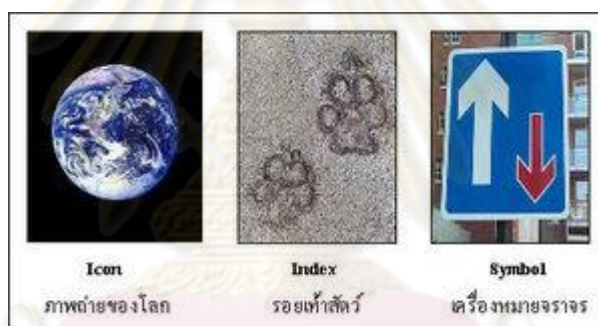 Icon Index Symbol
ภาพถ่ายของโลก รอยเท้าสัตว์ เครื่องหมายจราจร